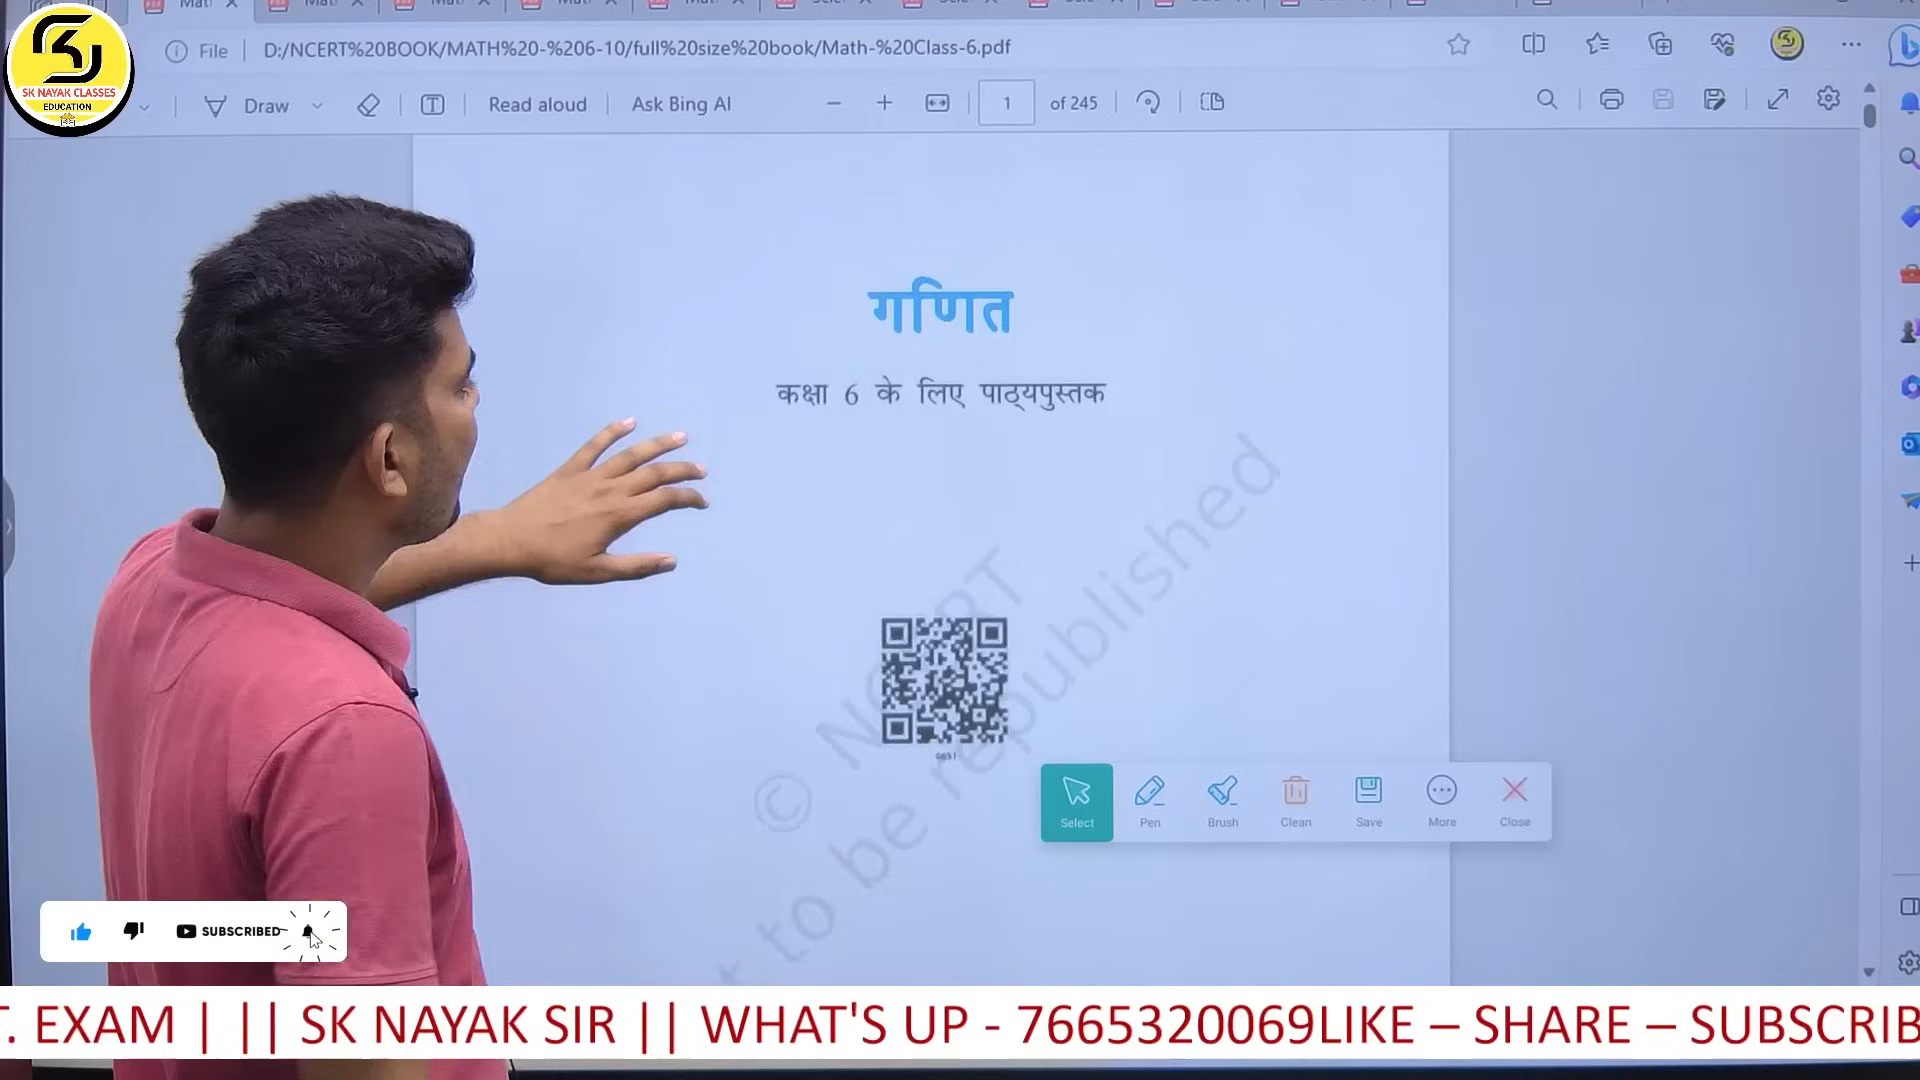 SK NAYAK CLASSES
EDUCATION
File
D:/NCERT%20BOOK/MATH%20-%206-10/full%20size%20book/Math-%20Class-6.pdf
Draw
Read aloud
Ask Bing AI
1
of 245
गणित
कक्षा 6 के लिए पाठ्यपुस्तक
© NCERT
to be republished
Select
Pen
Brush
Clean
Save
More
Close
SUBSCRIBED
T. EXAM | || SK NAYAK SIR || WHAT'S UP - 7665320069LIKE – SHARE – SUBSCRIB